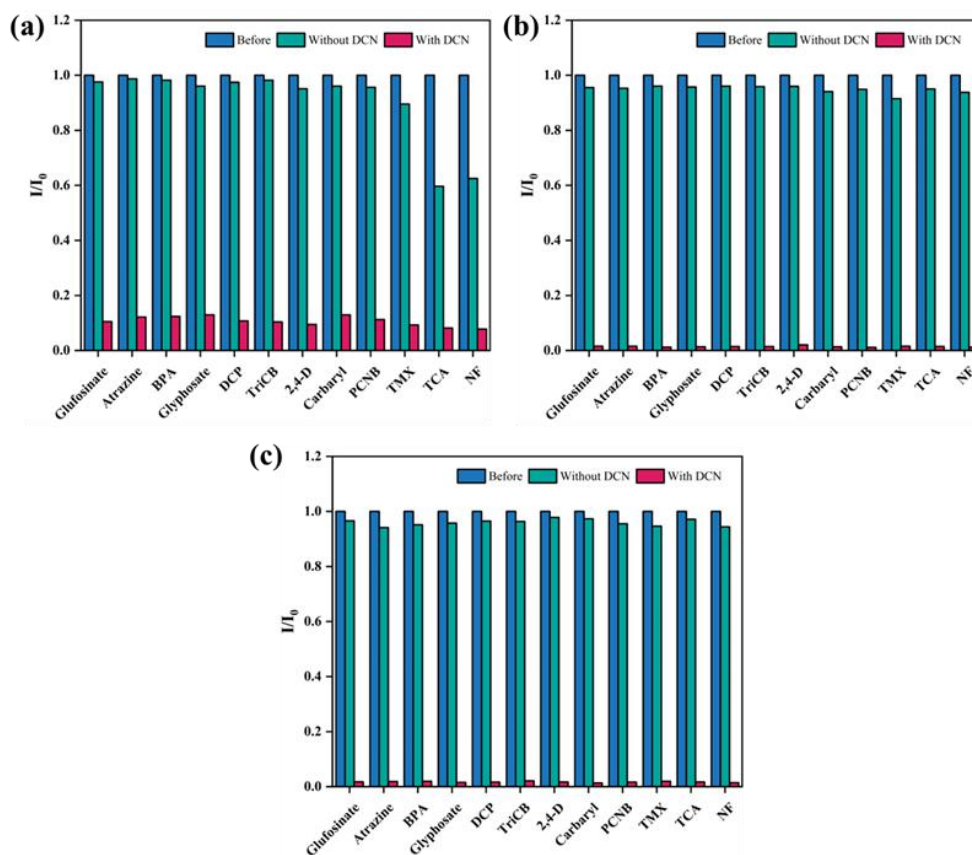 (a)
Before Without DCN With DCN
1.2
1.0
0.8
0.6
0.4
0.2
0.0
I/I0
Glufosinate Atrazine BPA Glyphosate DCP TriCB 2,4-D Carbaryl PCNB TMX TCA NF
(b)
Before Without DCN With DCN
1.2
1.0
0.8
0.6
0.4
0.2
0.0
I/I0
Glufosinate Atrazine BPA Glyphosate DCP TriCB 2,4-D Carbaryl PCNB TMX TCA NF
(c)
Before Without DCN With DCN
1.2
1.0
0.8
0.6
0.4
0.2
0.0
I/I0
Glufosinate Atrazine BPA Glyphosate DCP TriCB 2,4-D Carbaryl PCNB TMX TCA NF